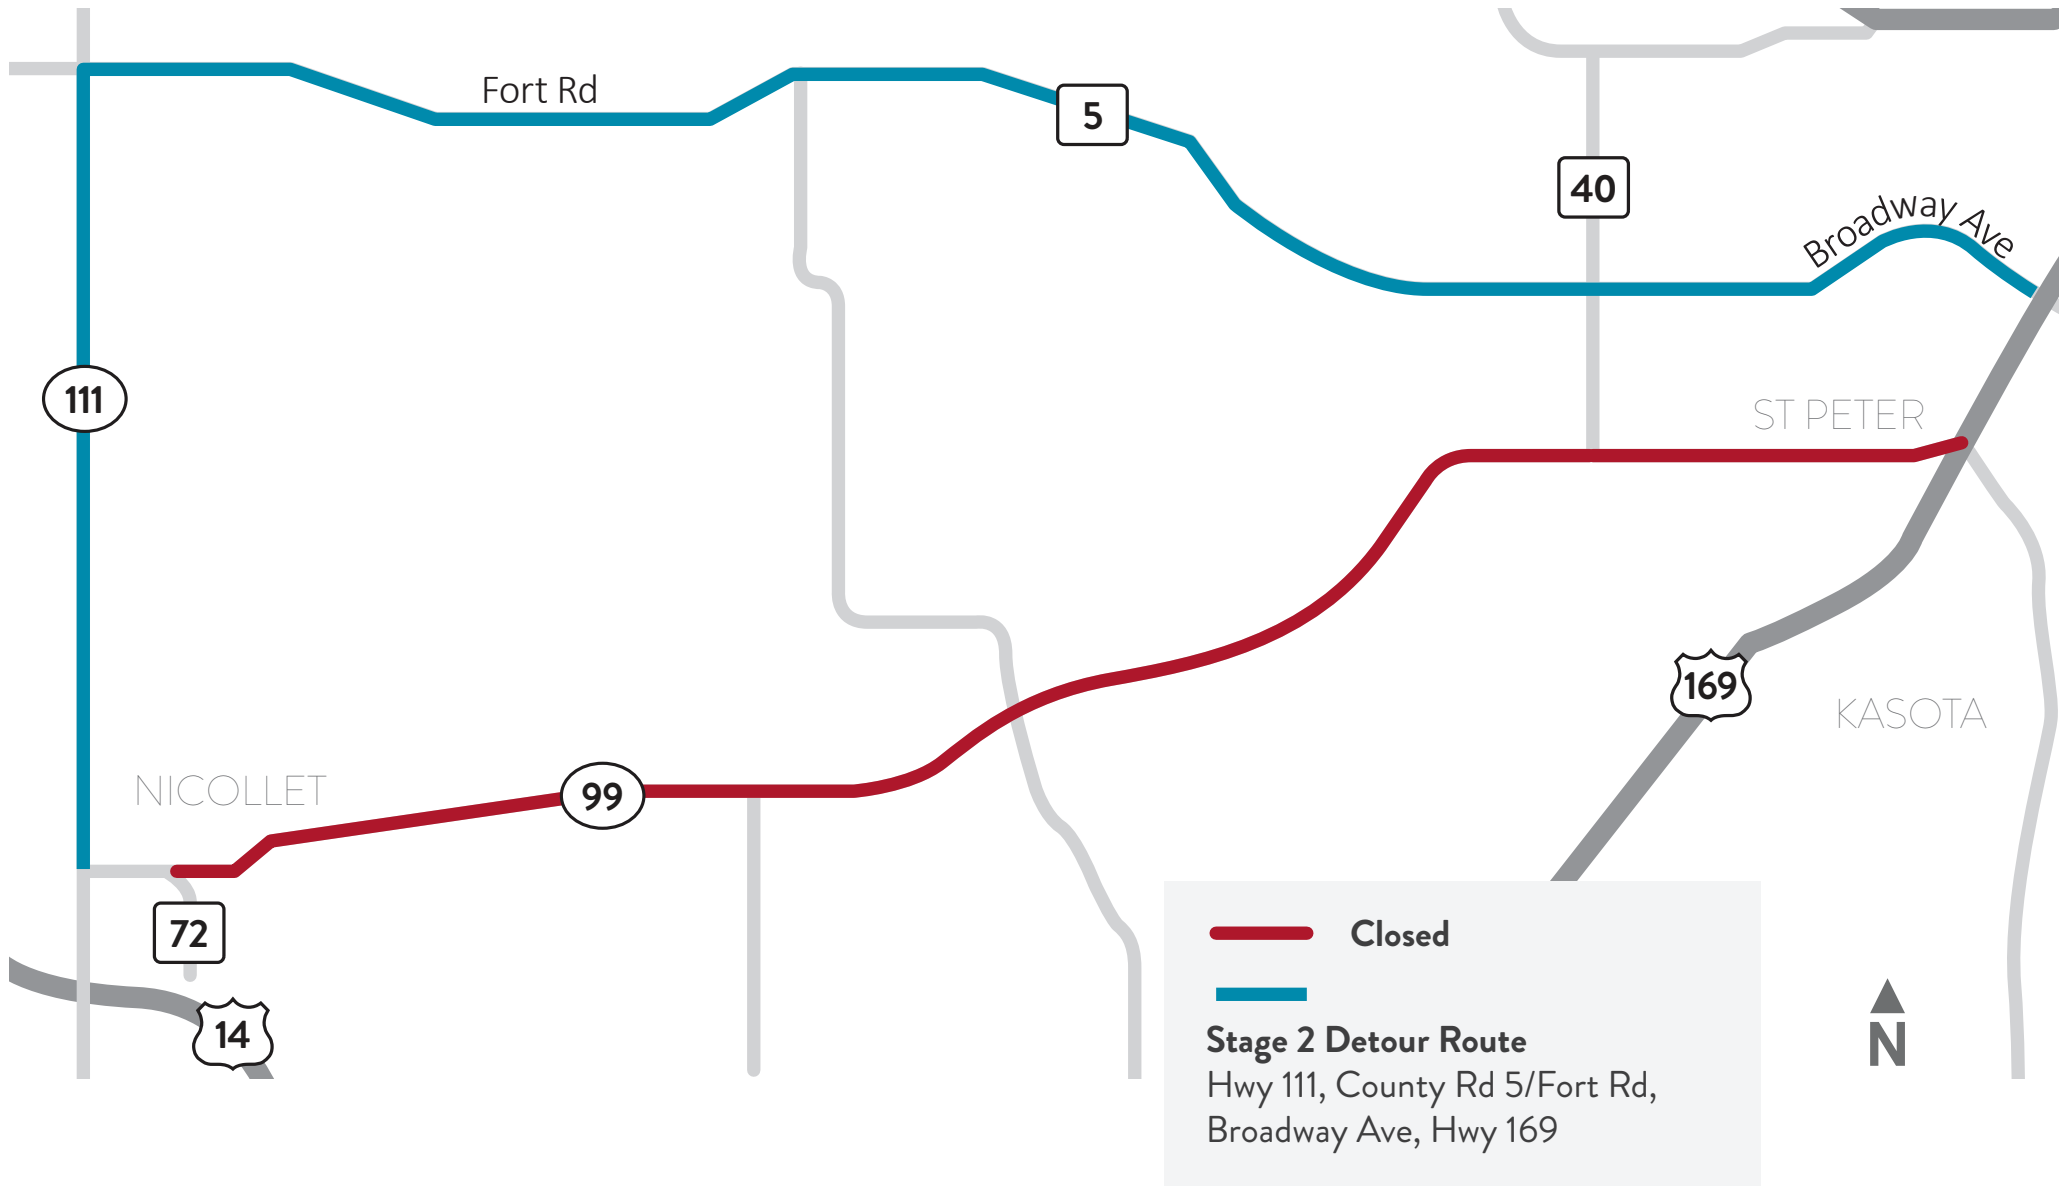 Fort Rd
5
40
Broadway Ave
111
ST PETER
169
KASOTA
NICOLLET
99
72
14
Closed
Stage 2 Detour Route
Hwy 111, County Rd 5/Fort Rd,
Broadway Ave, Hwy 169
N